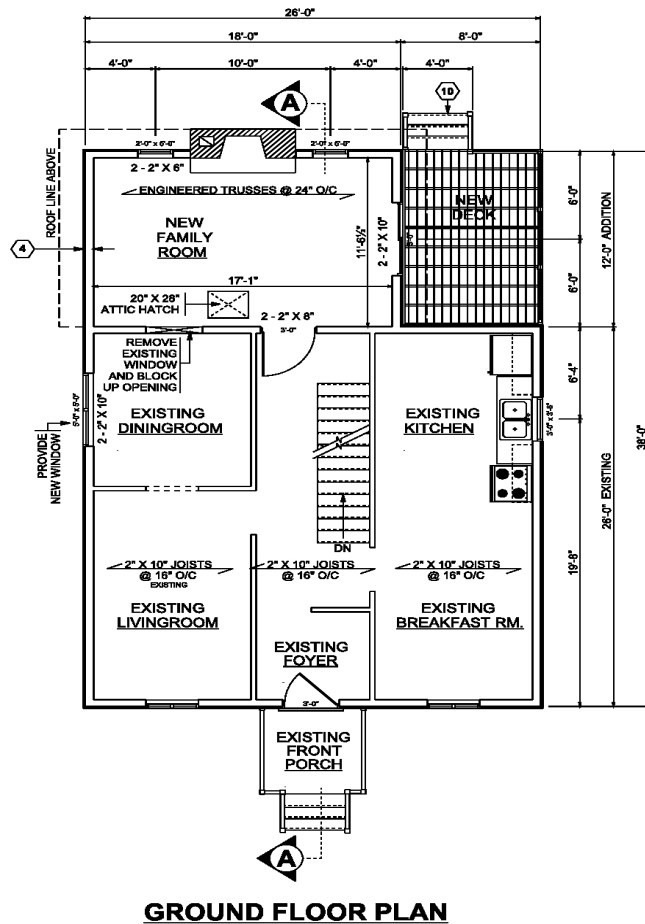 26'-0"
18'-0"
8'-0"
4'-0"
10'-0"
4'-0"
4'-0"
A
10
2'-0" x 6'-8"
2'-0" x 6'-8"
ROOF LINE ABOVE
2 - 2" X 6"
ENGINEERED TRUSSES @ 24" O/C
NEW
FAMILY
ROOM
NEW
DECK
4
11'-6½"
2 - 2" X 10"
6'-0"
6'-0"
12'-0" ADDITION
17'-1"
20" X 28"
ATTIC HATCH
2 - 2" X 8"
3'-0"
REMOVE
EXISTING
WINDOW
AND BLOCK
UP OPENING
6'-4"
PROVIDE
NEW WINDOW
2 - 2" X 10"
EXISTING
DININGROOM
EXISTING
KITCHEN
38'-0"
26'-0" EXISTING
19'-8"
DN
2" X 10" JOISTS
@ 16" O/C
EXISTING
2" X 10" JOISTS
@ 16" O/C
2" X 10" JOISTS
@ 16" O/C
EXISTING
LIVINGROOM
EXISTING
BREAKFAST RM.
EXISTING
FOYER
3'-0"
EXISTING
FRONT
PORCH
A
GROUND FLOOR PLAN